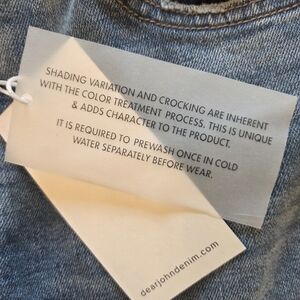 SHADING VARIATION AND CROCKING ARE INHERENT
WITH THE COLOR TREATMENT PROCESS. THIS IS UNIQUE
& ADDS CHARACTER TO THE PRODUCT.
IT IS REQUIRED TO PREWASH ONCE IN COLD
WATER SEPARATELY BEFORE WEAR.
dearjohndenim.com